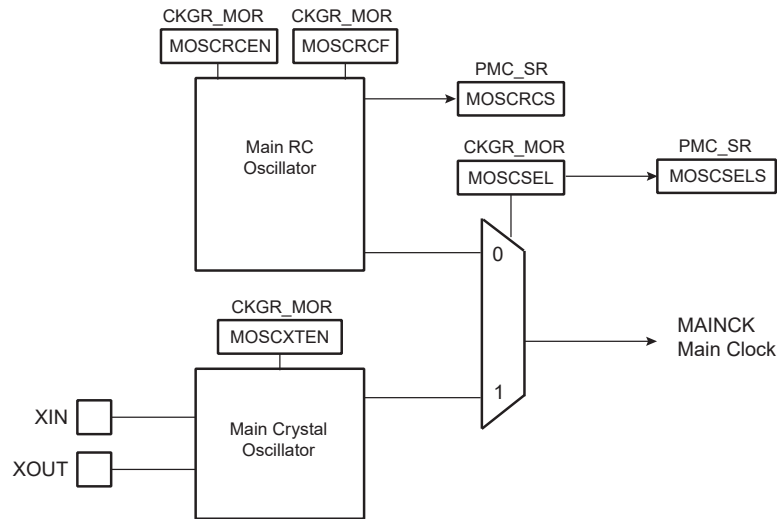 CKGR_MOR CKGR_MOR
MOSCRCEN MOSCRCF
PMC_SR
MOSCRCS
Main RC
Oscillator
CKGR_MOR PMC_SR
MOSCSEL MOSCSELS
0
CKGR_MOR
MOSCXTEN
MAINCK
Main Clock
1
XIN
Main Crystal
Oscillator
XOUT